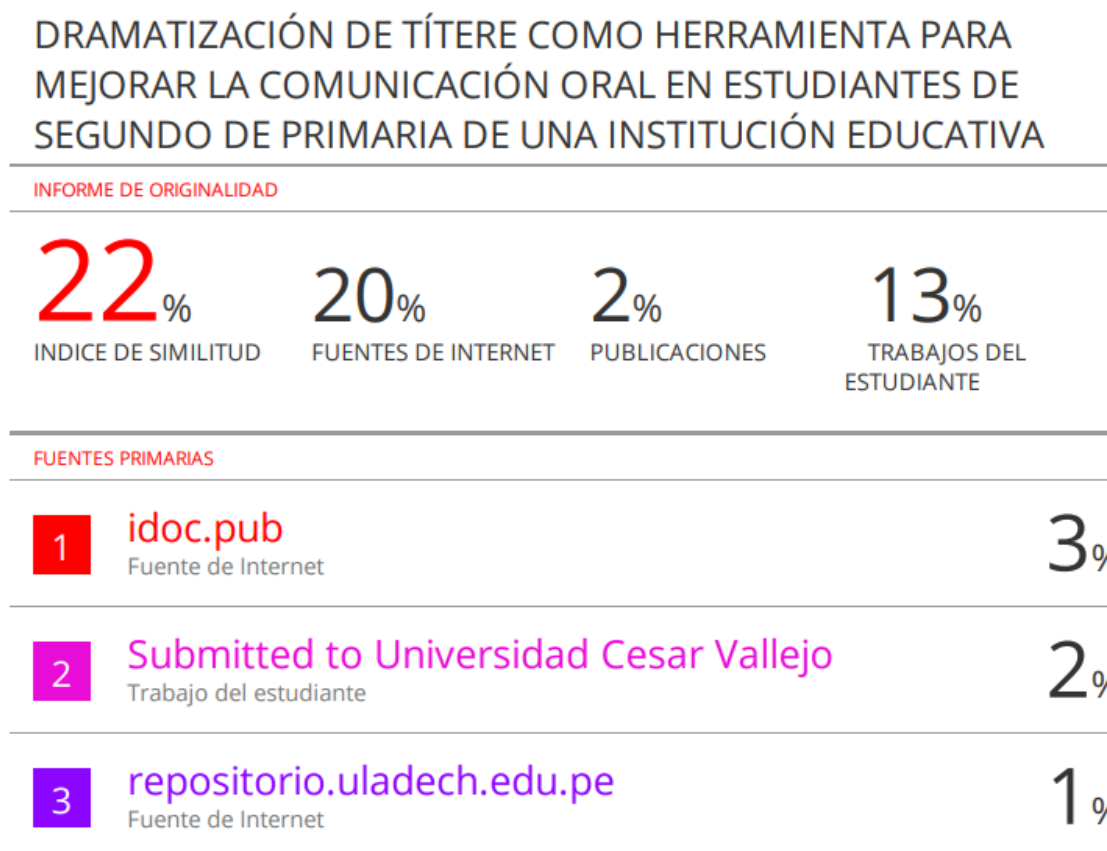 DRAMATIZACIÓN DE TÍTERE COMO HERRAMIENTA PARA
MEJORAR LA COMUNICACIÓN ORAL EN ESTUDIANTES DE
SEGUNDO DE PRIMARIA DE UNA INSTITUCIÓN EDUCATIVA
INFORME DE ORIGINALIDAD
22% 20% 2% 13%
INDICE DE SIMILITUD FUENTES DE INTERNET PUBLICACIONES TRABAJOS DEL
ESTUDIANTE
FUENTES PRIMARIAS
1 idoc.pub 3%
Fuente de Internet
2 Submitted to Universidad Cesar Vallejo 2%
Trabajo del estudiante
3 repositorio.uladech.edu.pe 1%
Fuente de Internet